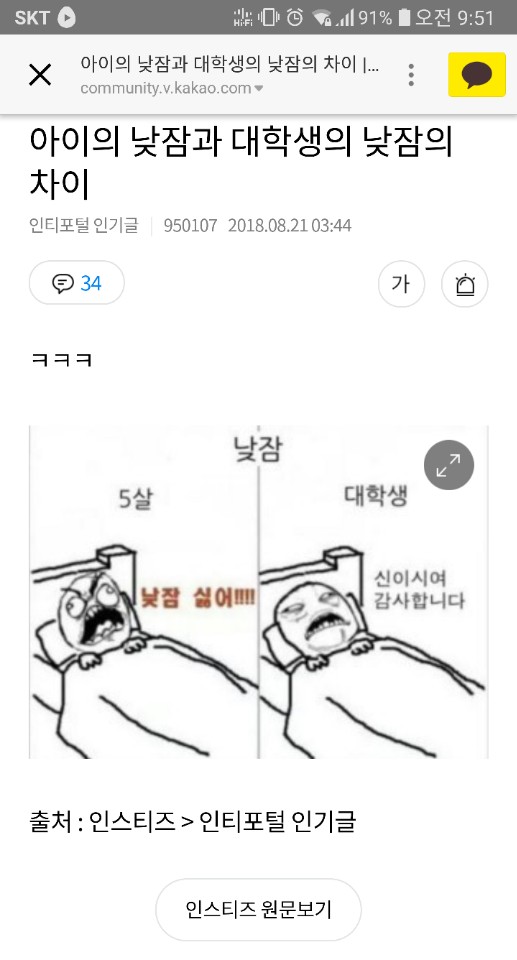 SKT
Hi-Fi 91% 오전 9:51
아이의 낮잠과 대학생의 낮잠의 차이 |...
community.v.kakao.com
아이의 낮잠과 대학생의 낮잠의
차이
인티포털 인기글 950107 2018.08.21 03:44
34
가
ㅋㅋㅋ
낮잠
5살
대학생
낮잠 싫어!!!!
신이시여
감사합니다
출처 : 인스티즈 > 인티포털 인기글
인스티즈 원문보기